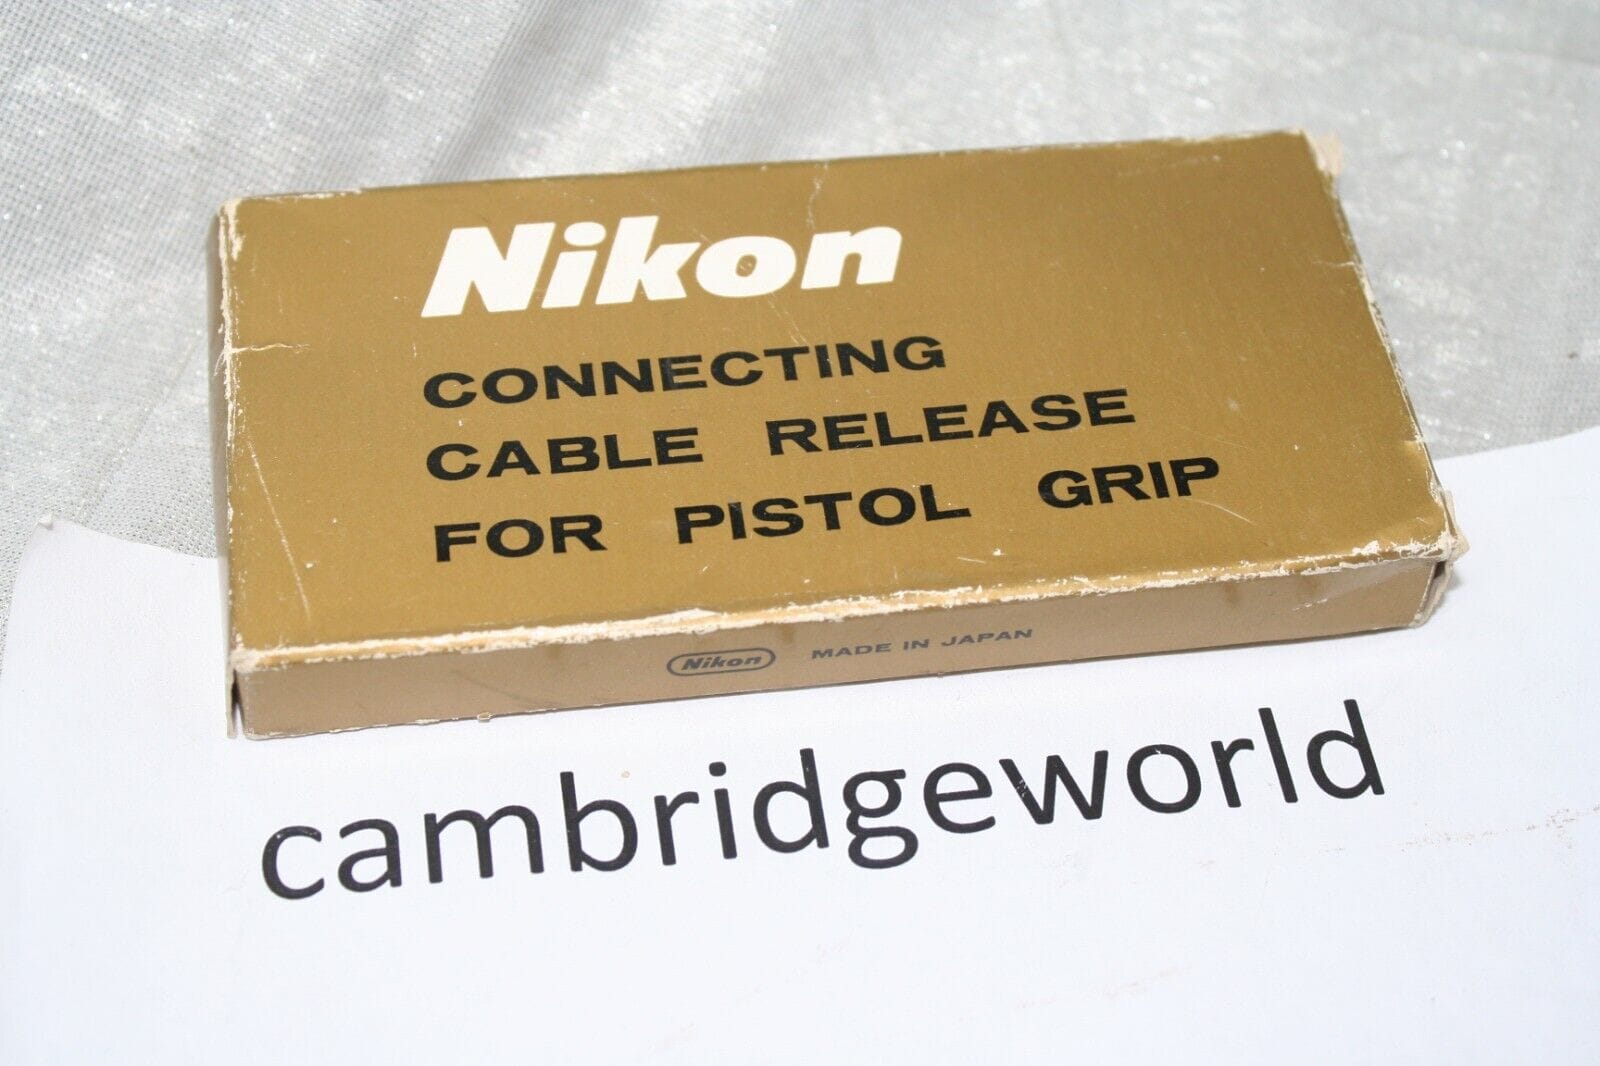 Nikon
CONNECTING
CABLE RELEASE
FOR PISTOL GRIP
Nikon MADE IN JAPAN
cambridgeworld